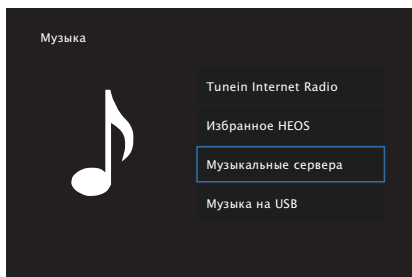 Музыка
Tunein Internet Radio
Избранное HEOS
Музыкальные сервера
Музыка на USB